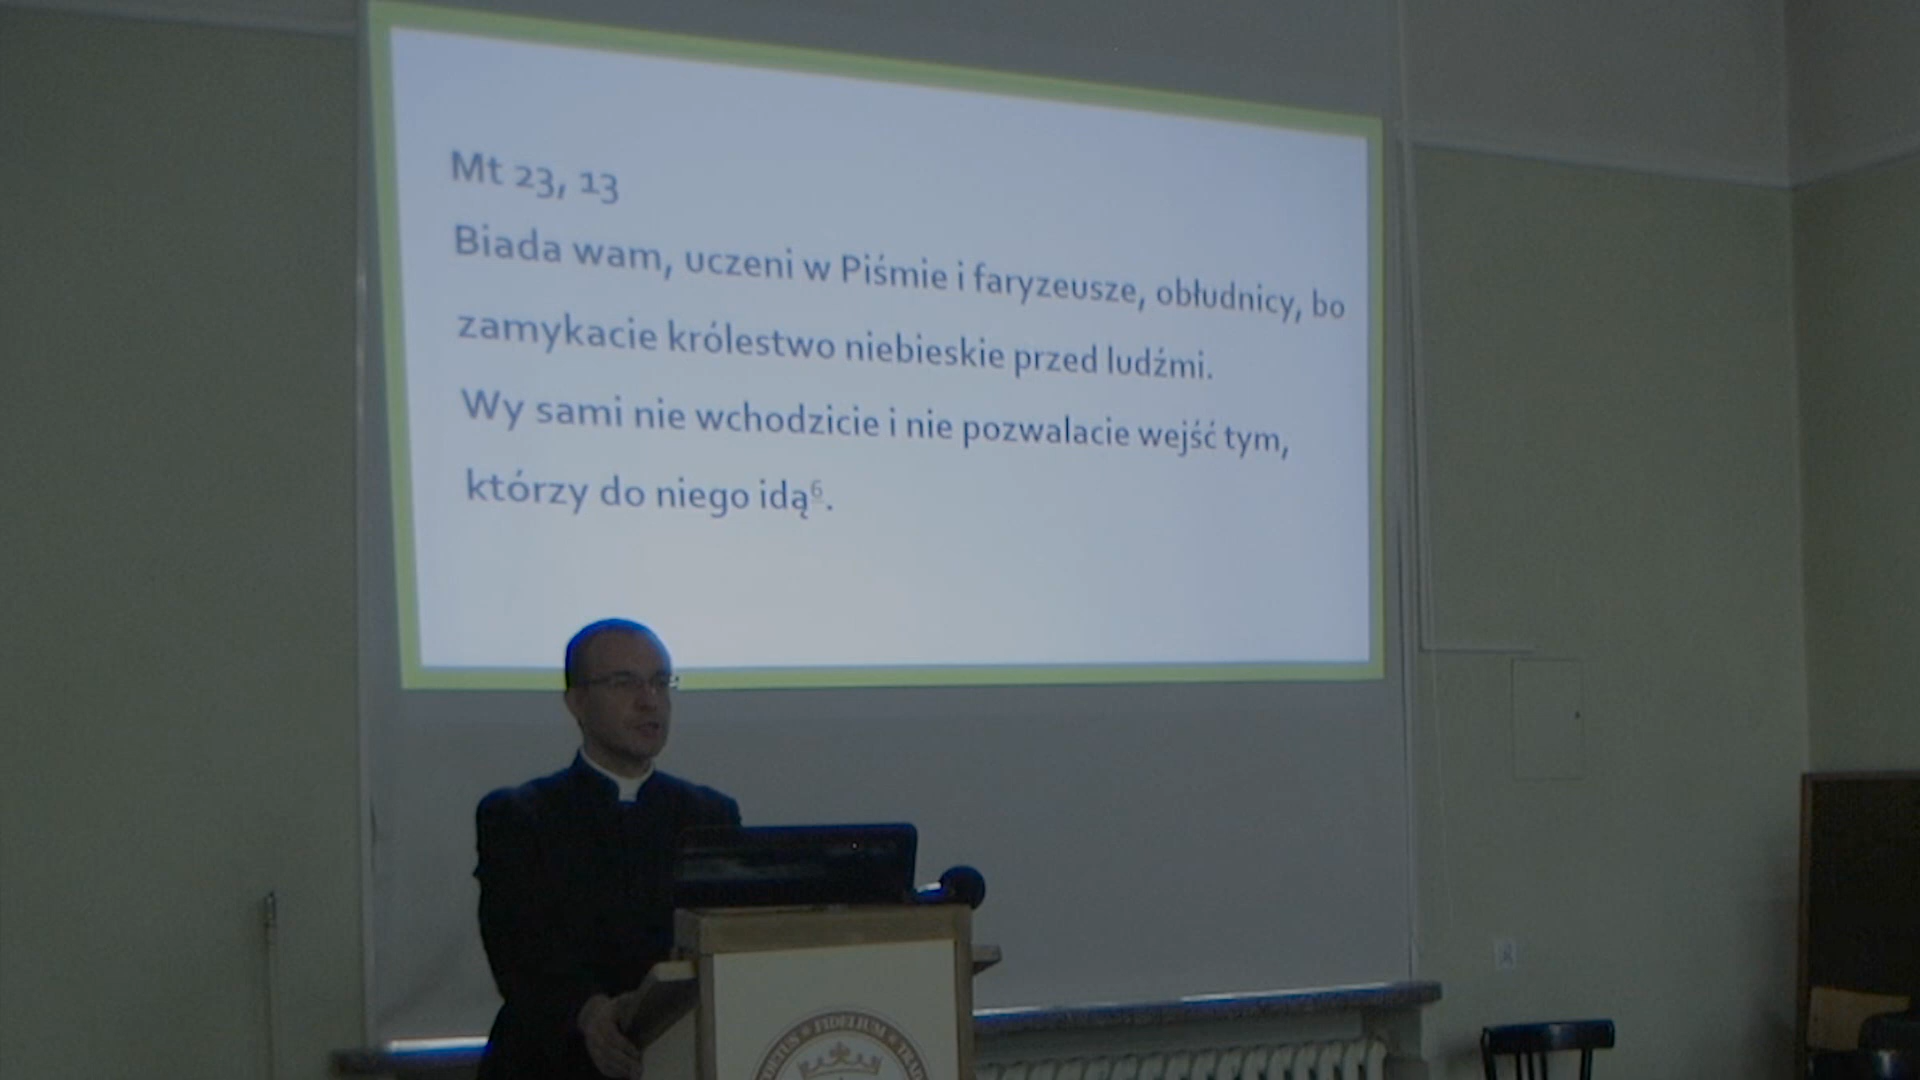 Mt 23, 13
Biada wam, uczeni w Piśmie i faryzeusze, obłudnicy, bo
zamykacie królestwo niebieskie przed ludźmi.
Wy sami nie wchodzicie i nie pozwalacie wejść tym,
którzy do niego idą⁶.
FIDELIUM